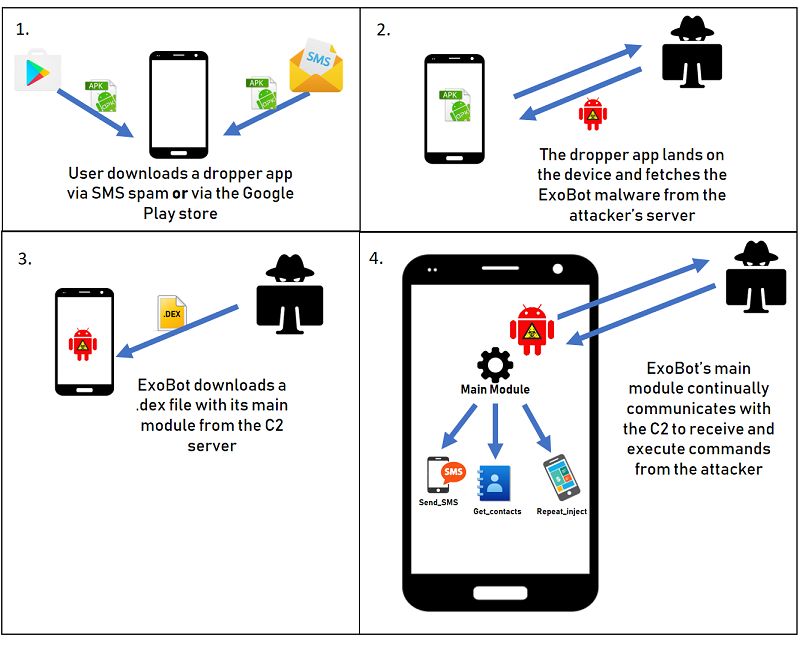 1.
SMS
APK
APK
APK
APK
User downloads a dropper app
via SMS spam or via the Google
Play store
2.
APK
APK
The dropper app lands on
the device and fetches the
ExoBot malware from the
attacker's server
3.
.DEX
ExoBot downloads a
.dex file with its main
module from the C2
server
4.
Main Module
SMS
Send_SMS
Get_contacts
Repeat_inject
ExoBot's main
module continually
communicates with
the C2 to receive and
execute commands
from the attacker